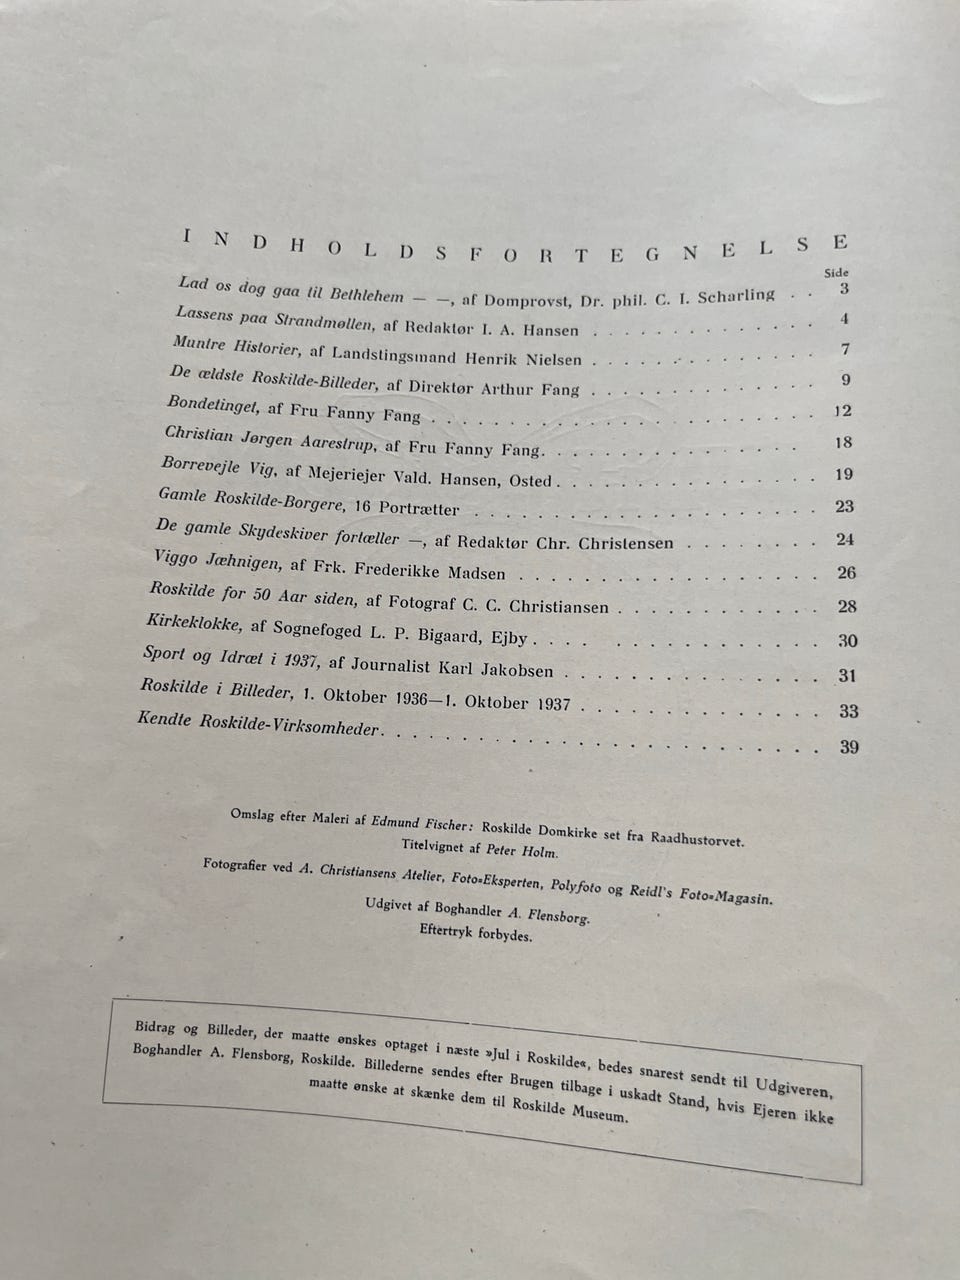 INDHOLDSFORTEGNELSE
Side
Lad os dog gaa til Bethlehem — —, af Domprovst, Dr. phil. C. I. Scharling . . 3
Lassens paa Strandmøllen, af Redaktør I. A. Hansen . . . . . . . . . . . . . 4
Muntre Historier, af Landstingsmand Henrik Nielsen . . . . . . . . . . . . . 7
De ældste Roskilde-Billeder, af Direktør Arthur Fang . . . . . . . . . . . . . 9
Bondetinget, af Fru Fanny Fang . . . . . . . . . . . . . . . . . . . . . . 12
Christian Jørgen Aarestrup, af Fru Fanny Fang. . . . . . . . . . . . . . . 18
Borrevejle Vig, af Mejeriejer Vald. Hansen, Osted . . . . . . . . . . . . . . . 19
Gamle Roskilde-Borgere, 16 Portrætter . . . . . . . . . . . . . . . . . . . . 23
De gamle Skydeskiver fortæller —, af Redaktør Chr. Christensen . . . . . . . . 24
Viggo Jæhnigen, af Frk. Frederikke Madsen . . . . . . . . . . . . . . . . . 26
Roskilde for 50 Aar siden, af Fotograf C. C. Christiansen . . . . . . . . . . . . 28
Kirkeklokke, af Sognefoged L. P. Bigaard, Ejby . . . . . . . . . . . . . . . 30
Sport og Idræt i 1937, af Journalist Karl Jakobsen . . . . . . . . . . . . . . . 31
Roskilde i Billeder, 1. Oktober 1936—1. Oktober 1937 . . . . . . . . . . . . . . 33
Kendte Roskilde-Virksomheder. . . . . . . . . . . . . . . . . . . . . . . . . . 39
Omslag efter Maleri af Edmund Fischer: Roskilde Domkirke set fra Raadhustorvet.
Titelvignet af Peter Holm.
Fotografier ved A. Christiansens Atelier, Foto=Eksperten, Polyfoto og Reidl's Foto=Magasin.
Udgivet af Boghandler A. Flensborg.
Eftertryk forbydes.
Bidrag og Billeder, der maatte ønskes optaget i næste »Jul i Roskilde«, bedes snarest sendt til Udgiveren,
Boghandler A. Flensborg, Roskilde. Billederne sendes efter Brugen tilbage i uskadt Stand, hvis Ejeren ikke
maatte ønske at skænke dem til Roskilde Museum.